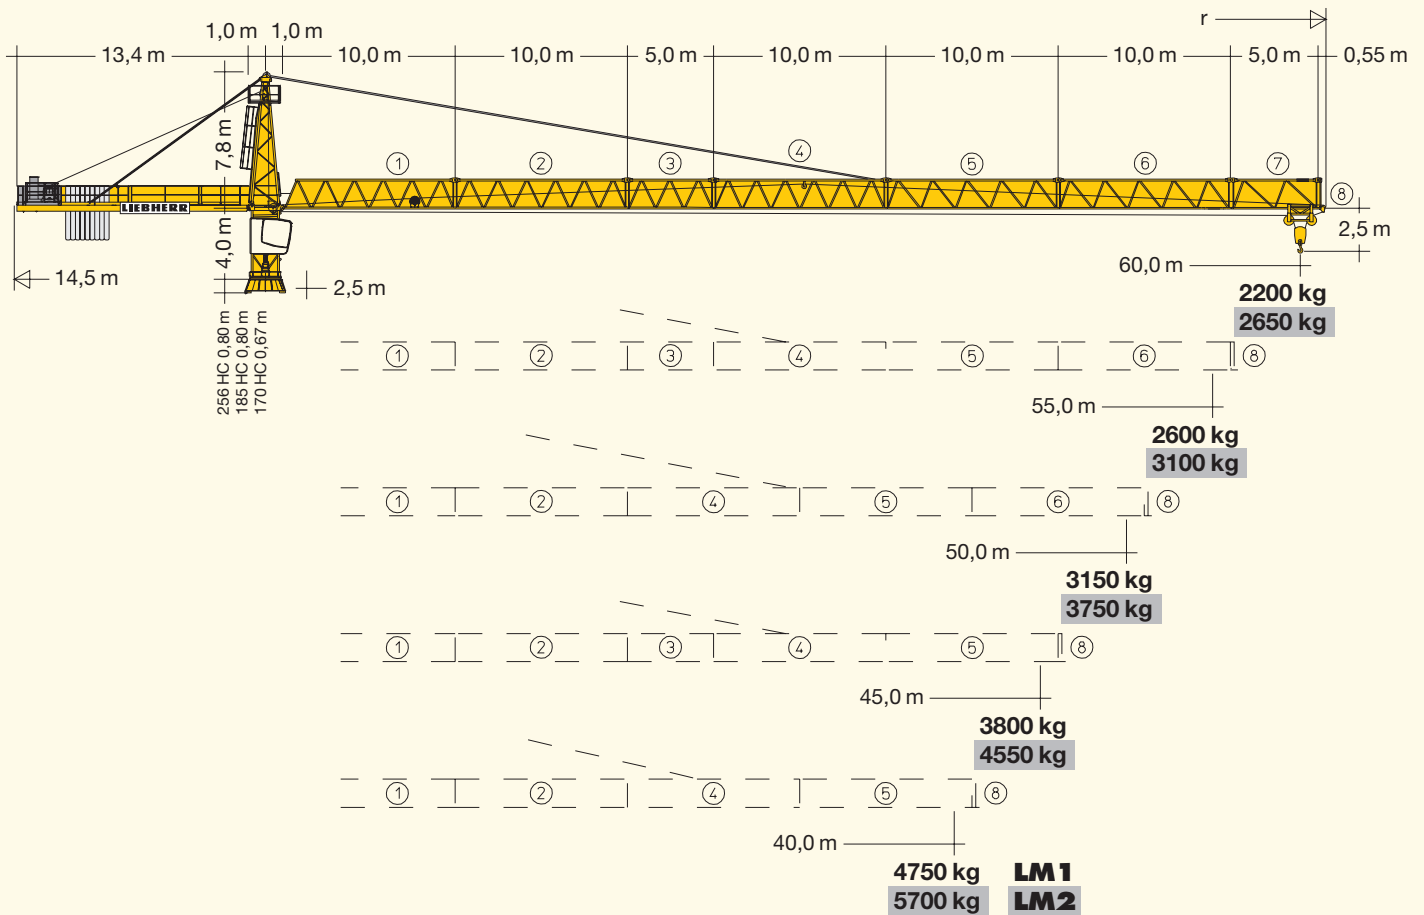 r
1,0 m 1,0 m
13,4 m 10,0 m 10,0 m 5,0 m 10,0 m 10,0 m 10,0 m 5,0 m 0,55 m
7,8 m
1 2 3 4 5 6 7 8
LIEBHERR
4,0 m
2,5 m
14,5 m
60,0 m
2,5 m
2200 kg
2650 kg
256 HC 0,80 m
185 HC 0,80 m
170 HC 0,67 m
1 2 3 4 5 6 8
55,0 m
2600 kg
3100 kg
1 2 4 5 6 8
50,0 m
3150 kg
3750 kg
1 2 3 4 5 8
45,0 m
3800 kg
4550 kg
1 2 4 5 8
40,0 m
4750 kg LM1
5700 kg LM2